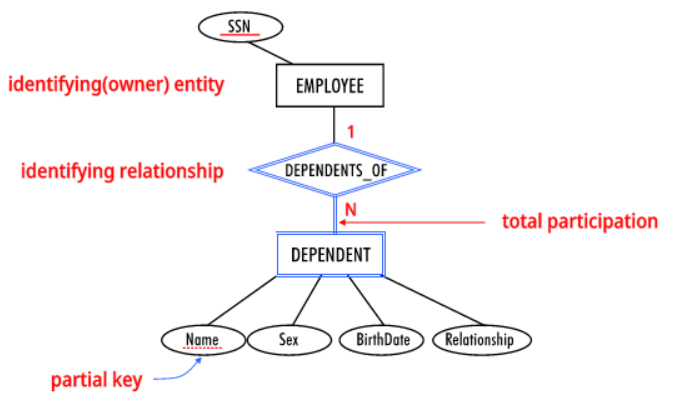 SSN
identifying(owner) entity
EMPLOYEE
1
identifying relationship
DEPENDENTS_OF
N
total participation
DEPENDENT
Name
Sex
BirthDate
Relationship
partial key